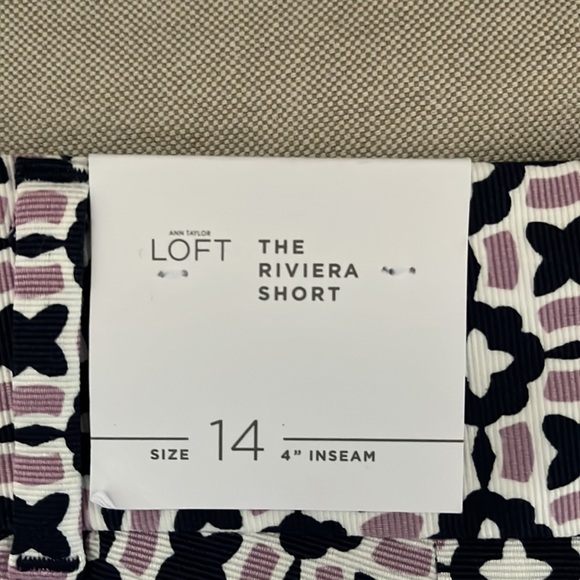 ANN TAYLOR
LOFT
THE
RIVIERA
SHORT
SIZE 14 4” INSEAM